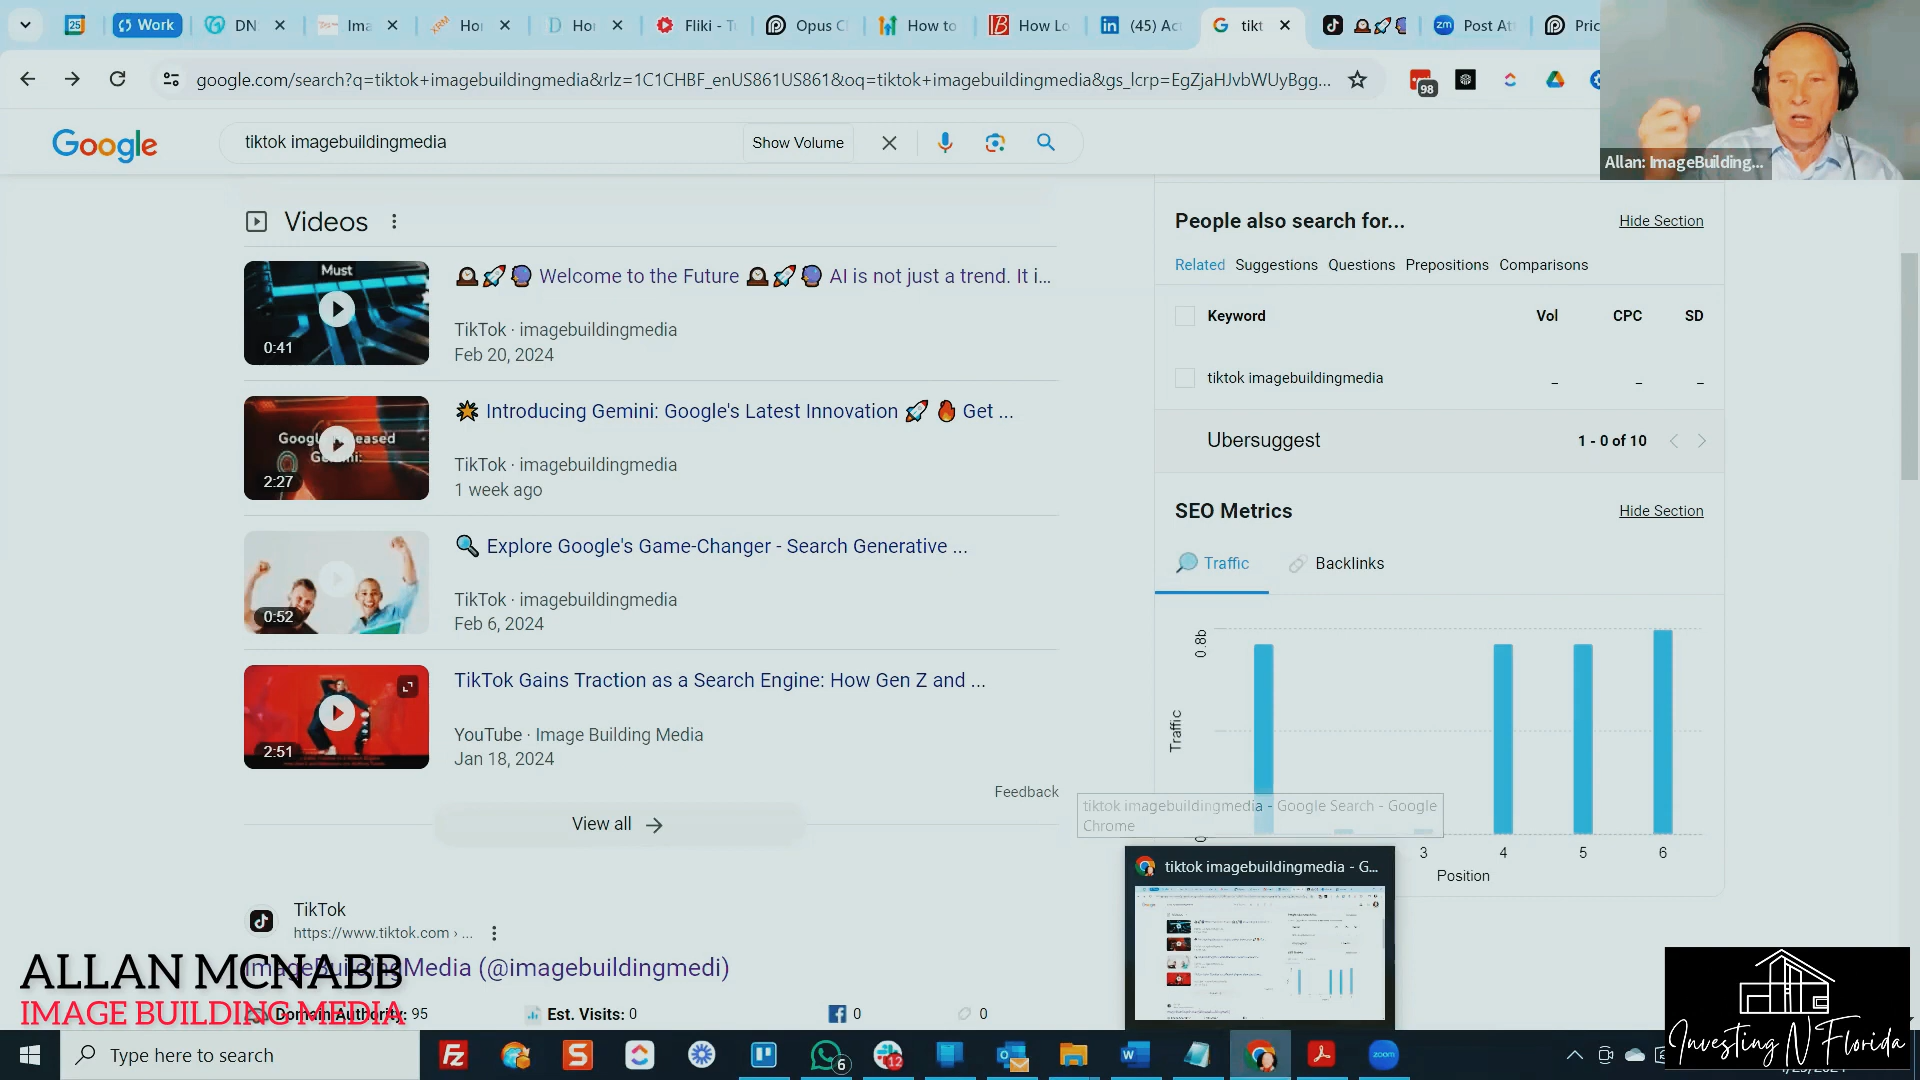 25
Work
DN
Ima
Hor
Hor
Fliki - T
Opus C
How to
How Lo
(45) Ac
tikt
Post At
Pric
google.com/search?q=tiktok+imagebuildingmedia&rlz=1C1CHBF_enUS861US861&oq=tiktok+imagebuildingmedia&gs_lcrp=EgZjaHJvbWUyBgg...
98
Google
tiktok imagebuildingmedia
Show Volume
Allan: ImageBuilding...
Videos
Must
0:41
Welcome to the Future AI is not just a trend. It i...
TikTok · imagebuildingmedia
Feb 20, 2024
2:27
Introducing Gemini: Google's Latest Innovation Get ...
TikTok · imagebuildingmedia
1 week ago
0:52
Explore Google's Game-Changer - Search Generative ...
TikTok · imagebuildingmedia
Feb 6, 2024
2:51
TikTok Gains Traction as a Search Engine: How Gen Z and ...
YouTube · Image Building Media
Jan 18, 2024
Feedback
View all
TikTok
https://www.tiktok.com › ...
ImageBuildingMedia (@imagebuildingmedi)
Domain Authority: 95
Est. Visits: 0
0
0
People also search for...
Hide Section
Related Suggestions Questions Prepositions Comparisons
Keyword Vol CPC SD
tiktok imagebuildingmedia _ _ _
Ubersuggest 1 - 0 of 10
SEO Metrics
Hide Section
Traffic
Backlinks
0.8b
Traffic
3 4 5 6
Position
tiktok imagebuildingmedia - Google Search - Google
Chrome
tiktok imagebuildingmedia - G...
ALLAN MCNABB
IMAGE BUILDING MEDIA
Investing N Florida
Type here to search
6
12
zoom